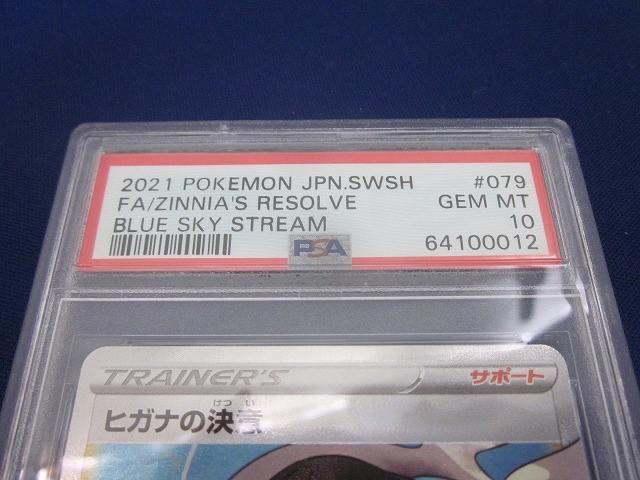 2021 POKEMON JPN.SWSH #079
FA/ZINNIA'S RESOLVE GEM MT
BLUE SKY STREAM 10
PSA 64100012
TRAINER'S サポート
けつ い
ヒガナの決意